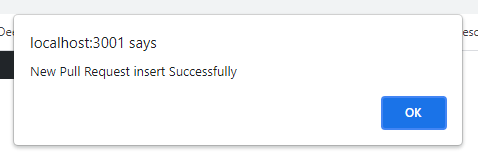 localhost:3001 says
New Pull Request insert Successfully
OK